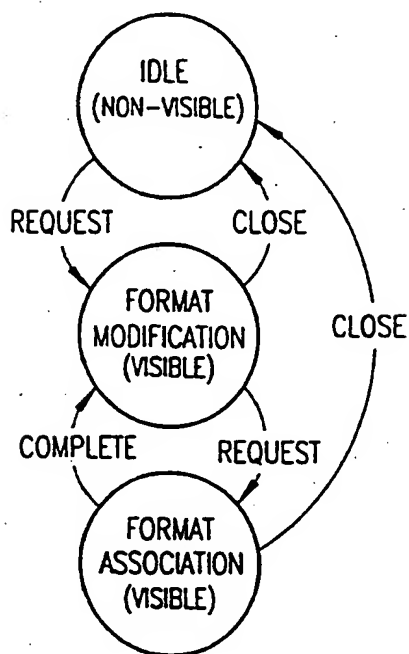 IDLE
(NON-VISIBLE)
REQUEST
CLOSE
FORMAT
MODIFICATION
(VISIBLE)
CLOSE
COMPLETE
REQUEST
FORMAT
ASSOCIATION
(VISIBLE)